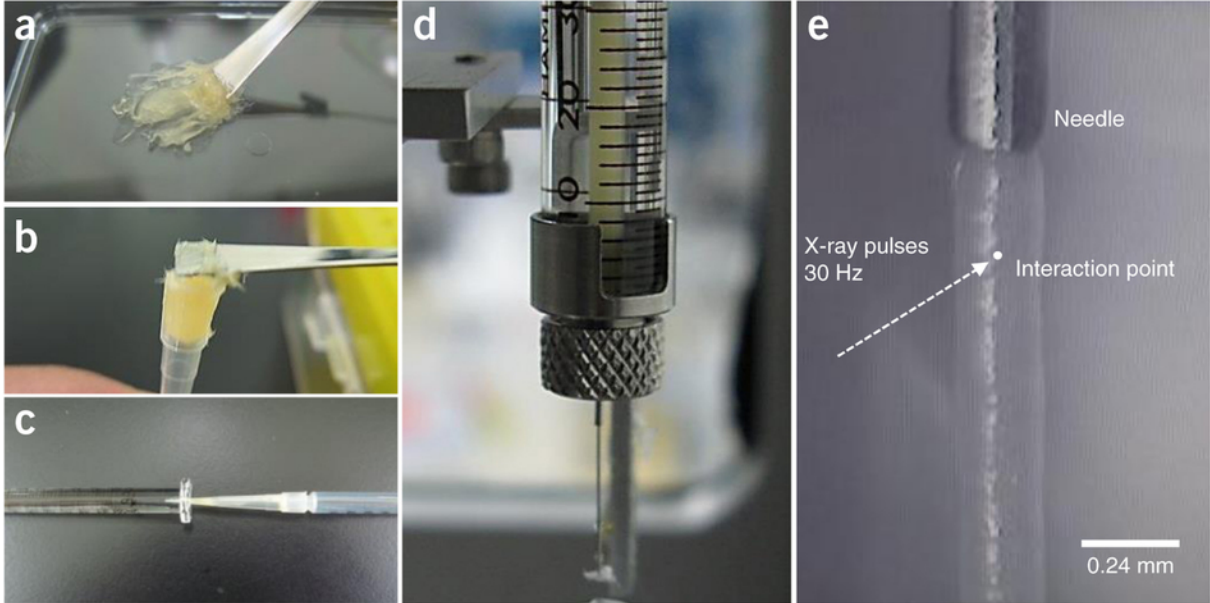 a
b
c
d
30
20
0
e
Needle
X-ray pulses
30 Hz
Interaction point
0.24 mm